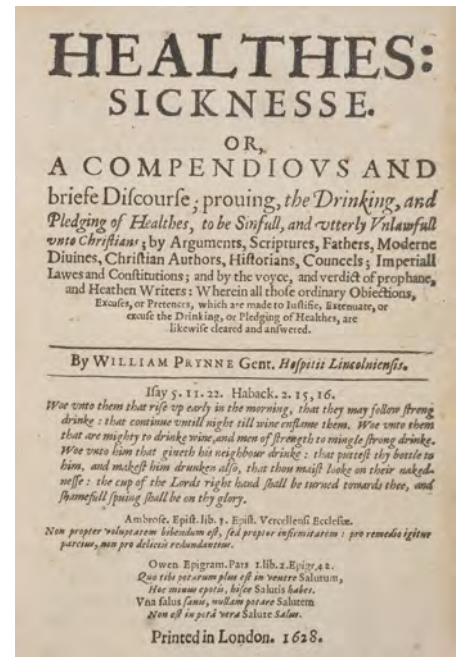 HEALTHES:
SICKNESSE.
OR,
A COMPENDIOVS AND
briefe Diſcourſe; prouing, the Drinking, and
Pledging of Healthes, to be Sinfull, and vtterly Vnlawfull
vnto Chriſtians; by Arguments, Scriptures, Fathers, Moderne
Diuines, Chriſtian Authors, Hiſtorians, Councels; Imperiall
Lawes and Conſtitutions; and by the voyce, and verdict of prophane,
and Heathen Writers: Wherein all thoſe ordinary Obiections,
Excuſes, or Pretences, which are made to Iuſtifie, Extenuate, or
excuſe the Drinking, or Pledging of Healthes, are
likewiſe cleared and anſwered.
By WILLIAM PRYNNE Gent. Hoſpitii Lincolnienſis.
Iſay 5. 11. 22. Haback. 2. 15, 16.
Woe vnto them that riſe vp early in the morning, that they may follow ſtrong
drinke: that continue vntill night till wine enflame them. Woe vnto them
that are mighty to drinke wine, and men of ſtrength to mingle ſtrong drinke.
Woe vnto him that giueth his neighbour drinke: that putteſt thy bottle to
him, and makeſt him drunken alſo, that thou maiſt looke on their naked-
neſſe: the cup of the Lords right hand ſhall be turned towards thee, and
ſhamefull ſpuing ſhall be on thy glory.
Ambroſe. Epiſt. lib. 3. Epiſt. Vercellenſi Eccleſiæ.
Non propter voluptatem bibendum eſt, ſed propter infirmitatem: pro remedio igitur
parcius, non pro deliciis redundantius.
Owen Epigram. Pars 1. lib. 2. Epigr. 42.
Quo tibi potarum plus eſt in ventre Salutum,
Hoc minus epotis, hiſce Salutis habes.
Vna ſalus ſanis, nullam potare Salutem
Non eſt in potâ vera Salute Salus.
Printed in London. 1628.